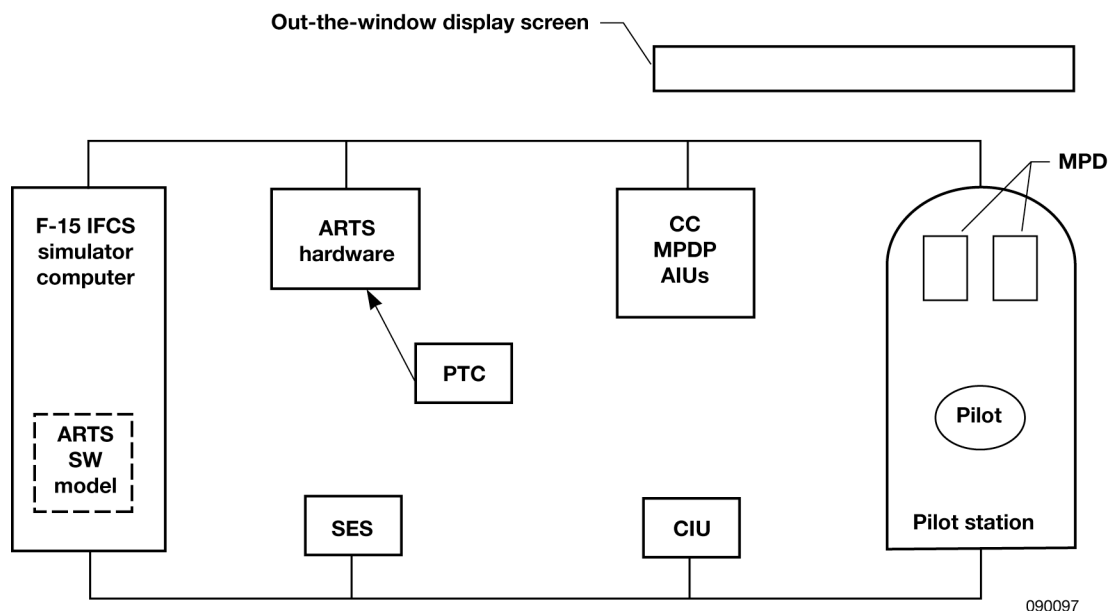 Out-the-window display screen
MPD
F-15 IFCS
simulator
computer
ARTS
hardware
CC
MPDP
AIUs
PTC
Pilot
ARTS
SW
model
SES
CIU
Pilot station
090097